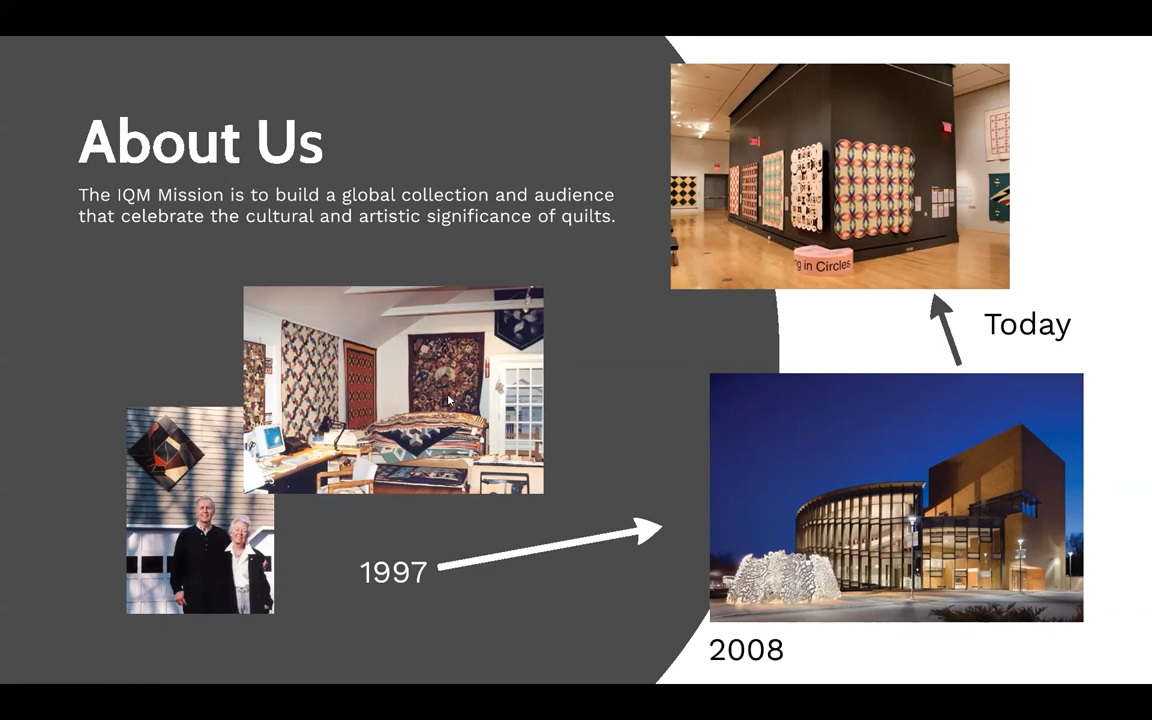 About Us
The IQM Mission is to build a global collection and audience
that celebrate the cultural and artistic significance of quilts.
ng in Circles
Today
1997
2008